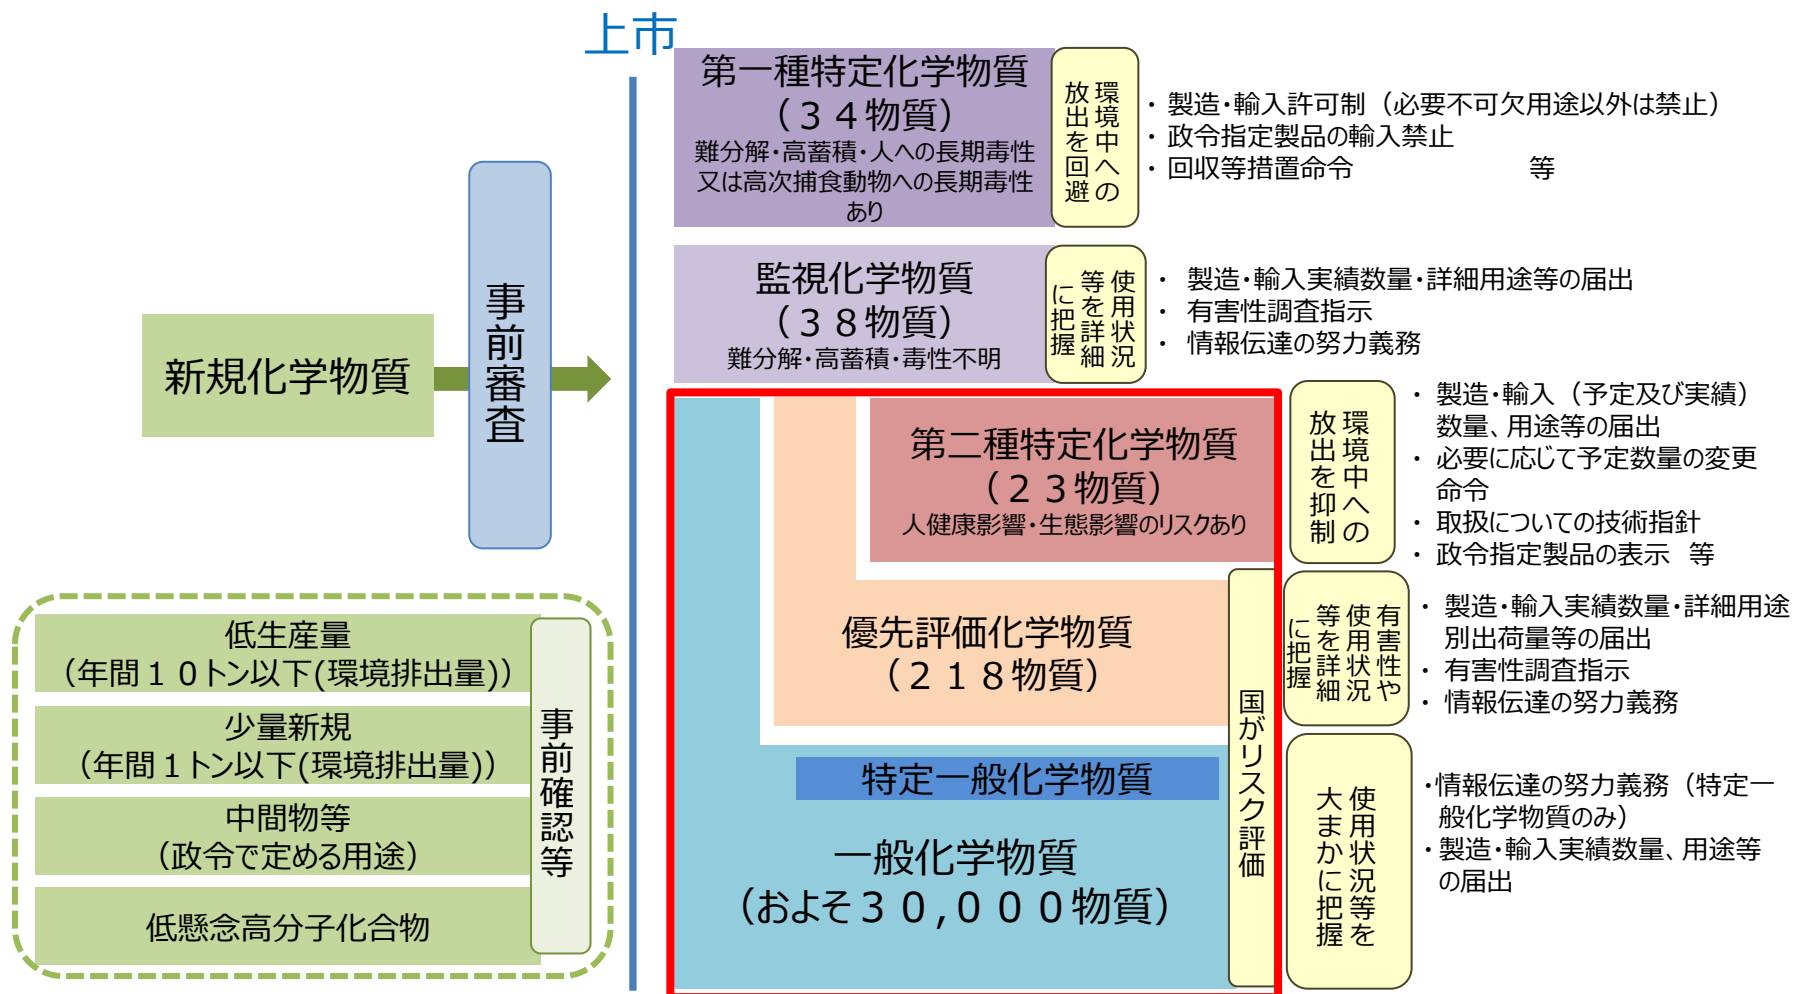 上市
新規化学物質
事前審査
低生産量
（年間１０トン以下(環境排出量)）
少量新規
（年間１トン以下(環境排出量)）
中間物等
（政令で定める用途）
低懸念高分子化合物
事前確認等
第一種特定化学物質
（３４物質）
難分解・高蓄積・人への長期毒性
又は高次捕食動物への長期毒性
あり
環境中への
放出を回避
・ 製造・輸入許可制（必要不可欠用途以外は禁止）
・ 政令指定製品の輸入禁止
・ 回収等措置命令　　　　　　等
監視化学物質
（３８物質）
難分解・高蓄積・毒性不明
使用状況
等を詳細
に把握
・ 製造・輸入実績数量・詳細用途等の届出
・ 有害性調査指示
・ 情報伝達の努力義務
第二種特定化学物質
（２３物質）
人健康影響・生態影響のリスクあり
環境中への
放出を抑制
・ 製造・輸入（予定及び実績）
数量、用途等の届出
・ 必要に応じて予定数量の変更
命令
・ 取扱についての技術指針
・ 政令指定製品の表示　等
優先評価化学物質
（２１８物質）
有害性や
使用状況
等を詳細
に把握
・ 製造・輸入実績数量・詳細用途
別出荷量等の届出
・ 有害性調査指示
・ 情報伝達の努力義務
特定一般化学物質
一般化学物質
（およそ３０,０００物質）
国がリスク評価
使用状況等を
大まかに把握
・情報伝達の努力義務（特定一
般化学物質のみ）
・製造・輸入実績数量、用途等
の届出